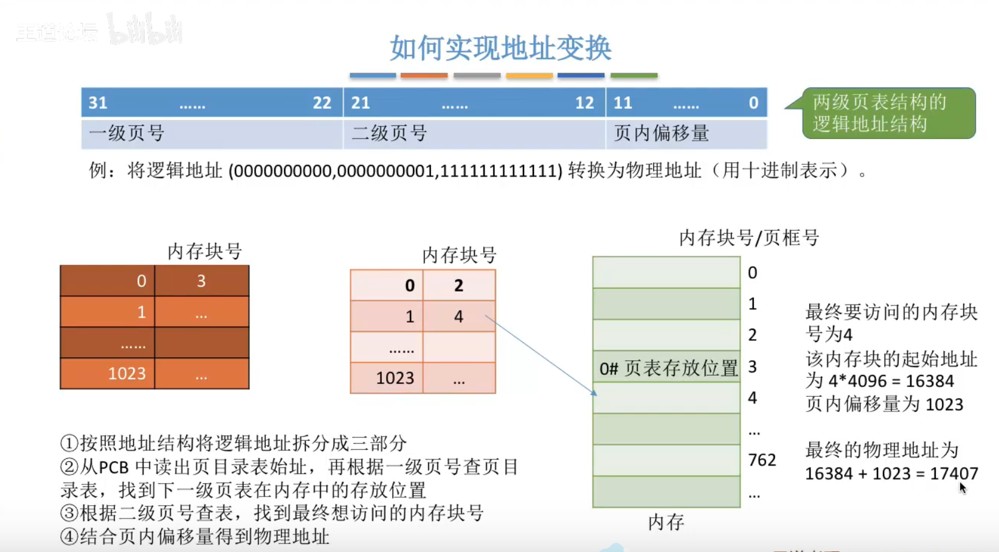 王道论坛 bilibili
如何实现地址变换
31 …… 22 21 …… 12 11 …… 0
一级页号 二级页号 页内偏移量
两级页表结构的
逻辑地址结构
例：将逻辑地址 (0000000000,0000000001,111111111111) 转换为物理地址（用十进制表示）。
内存块号
0 3
1 ...
......
1023 ...
内存块号
0 2
1 4
......
1023 ...
内存块号/页框号
0
1
2
0# 页表存放位置 3
4
...
762
...
内存
最终要访问的内存块
号为4
该内存块的起始地址
为 4*4096 = 16384
页内偏移量为 1023
最终的物理地址为
16384 + 1023 = 17407
①按照地址结构将逻辑地址拆分成三部分
②从PCB 中读出页目录表始址，再根据一级页号查页目
录表，找到下一级页表在内存中的存放位置
③根据二级页号查表，找到最终想访问的内存块号
④结合页内偏移量得到物理地址